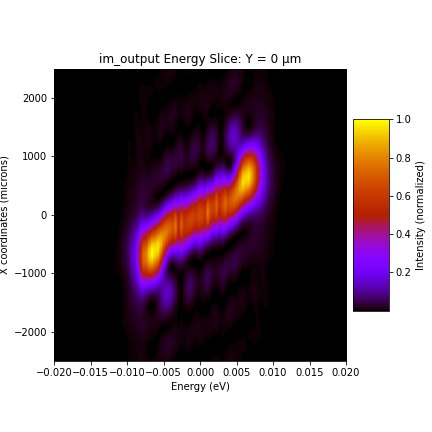 im_output Energy Slice: Y = 0 μm
X coordinates (microns)
2000
1000
0
−1000
−2000
−0.020 −0.015 −0.010 −0.005 0.000 0.005 0.010 0.015 0.020
Energy (eV)
1.0
0.8
0.6
0.4
0.2
Intensity (normalized)